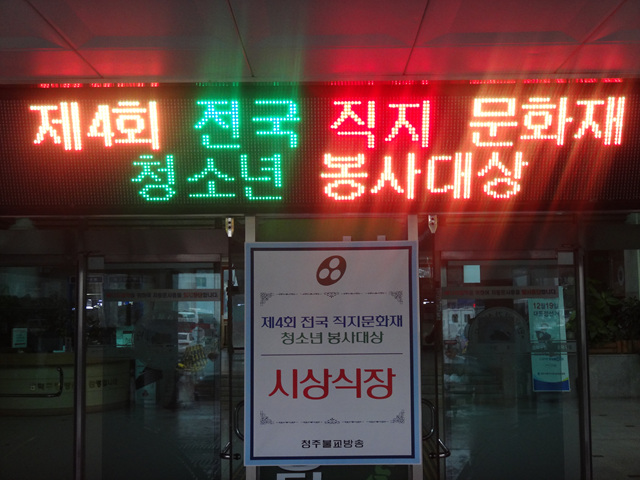 제4회 전국 직지 문화재
청소년 봉사대상
제4회 전국 직지문화재
청소년 봉사대상
시상식장
청주불교방송